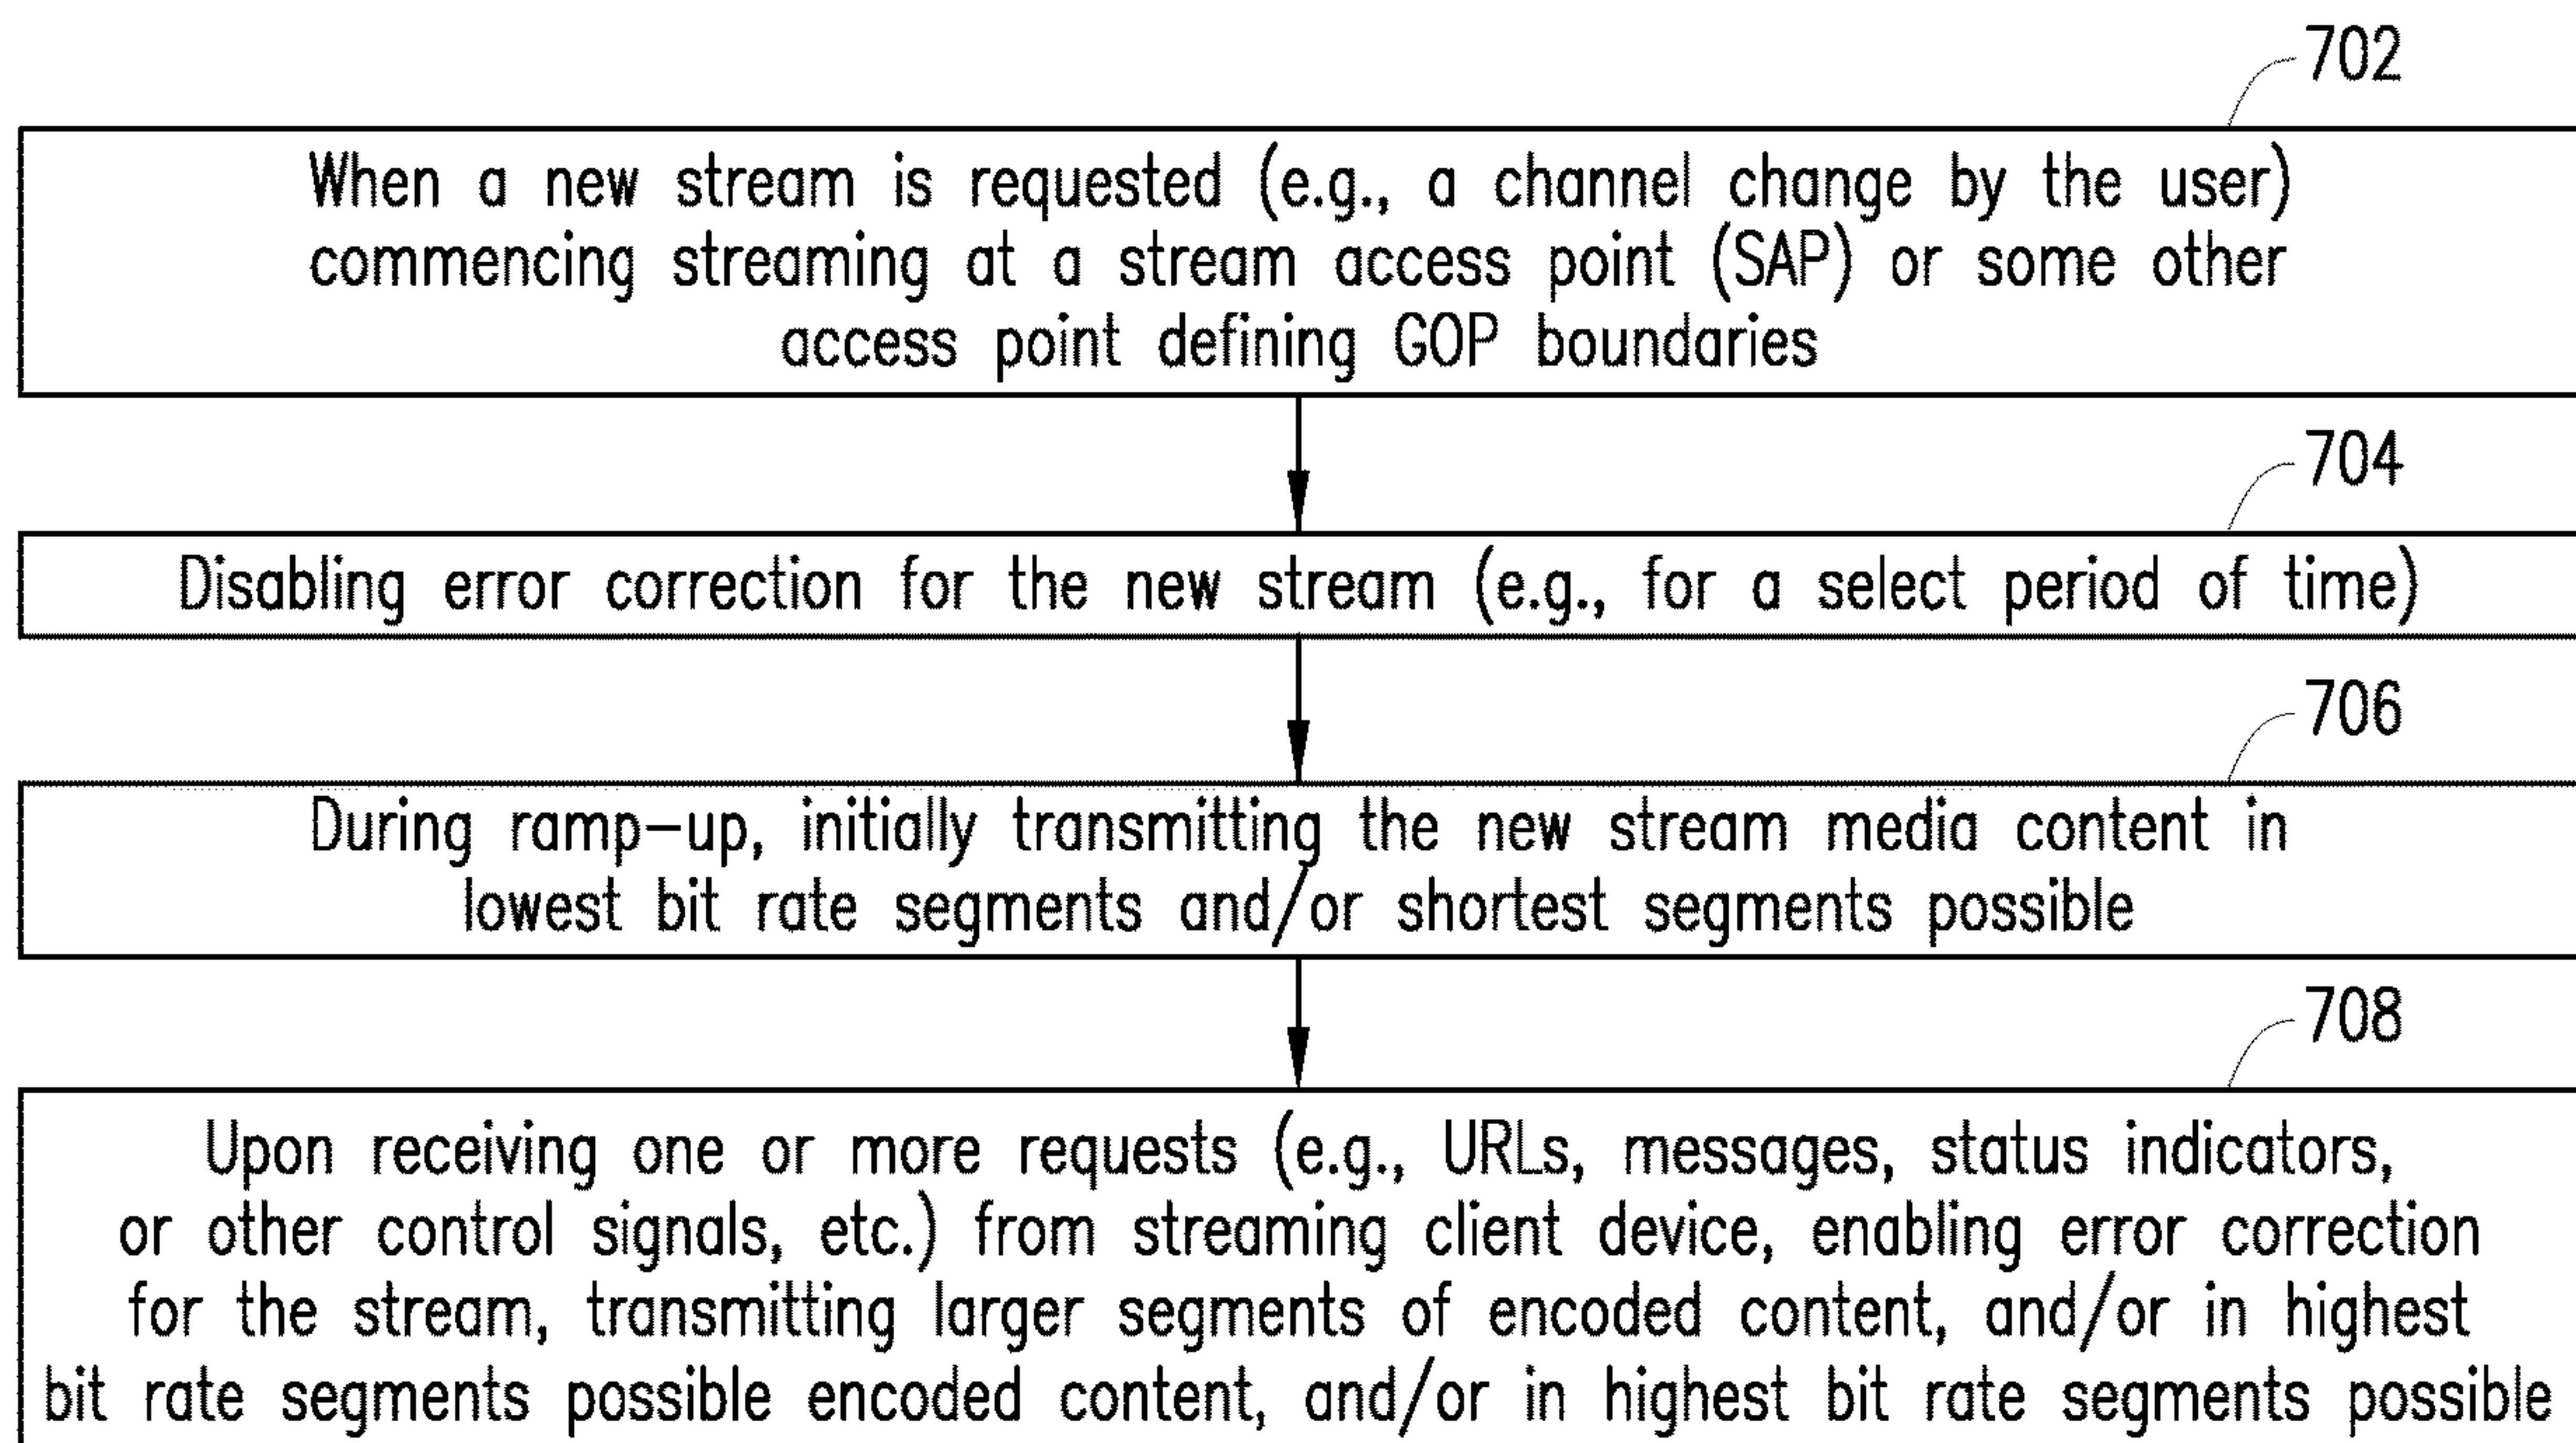 702
When a new stream is requested (e.g., a channel change by the user)
commencing streaming at a stream access point (SAP) or some other
access point defining GOP boundaries
704
Disabling error correction for the new stream (e.g., for a select period of time)
706
During ramp-up, initially transmitting the new stream media content in
lowest bit rate segments and/or shortest segments possible
708
Upon receiving one or more requests (e.g., URLs, messages, status indicators,
or other control signals, etc.) from streaming client device, enabling error correction
for the stream, transmitting larger segments of encoded content, and/or in highest
bit rate segments possible encoded content, and/or in highest bit rate segments possible